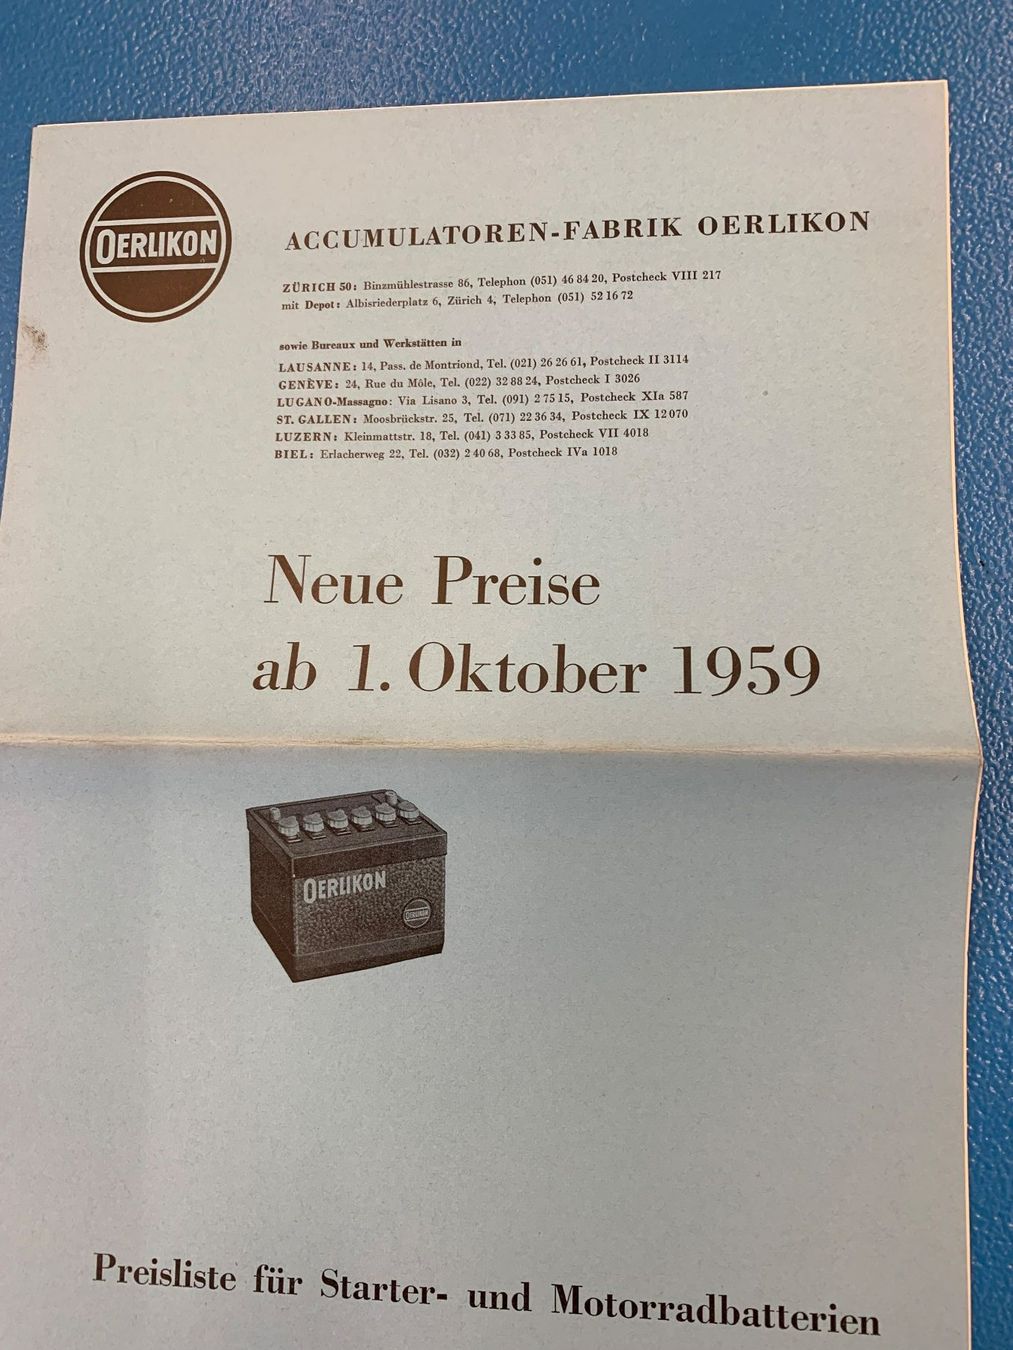 OERLIKON
ACCUMULATOREN-FABRIK OERLIKON
ZÜRICH 50: Binzmühlestrasse 86, Telephon (051) 46 84 20, Postcheck VIII 217
mit Depot: Albisriederplatz 6, Zürich 4, Telephon (051) 52 16 72
sowie Bureaux und Werkstätten in
LAUSANNE: 14, Pass. de Montriond, Tel. (021) 26 26 61, Postcheck II 3114
GENÈVE: 24, Rue du Môle, Tel. (022) 32 88 24, Postcheck I 3026
LUGANO-Massagno: Via Lisano 3, Tel. (091) 2 75 15, Postcheck XIa 587
ST. GALLEN: Moosbrückstr. 25, Tel. (071) 22 36 34, Postcheck IX 12 070
LUZERN: Kleinmattstr. 18, Tel. (041) 3 33 85, Postcheck VII 4018
BIEL: Erlacherweg 22, Tel. (032) 2 40 68, Postcheck IVa 1018
Neue Preise
ab 1. Oktober 1959
OERLIKON
OERLIKON
Preisliste für Starter- und Motorradbatterien